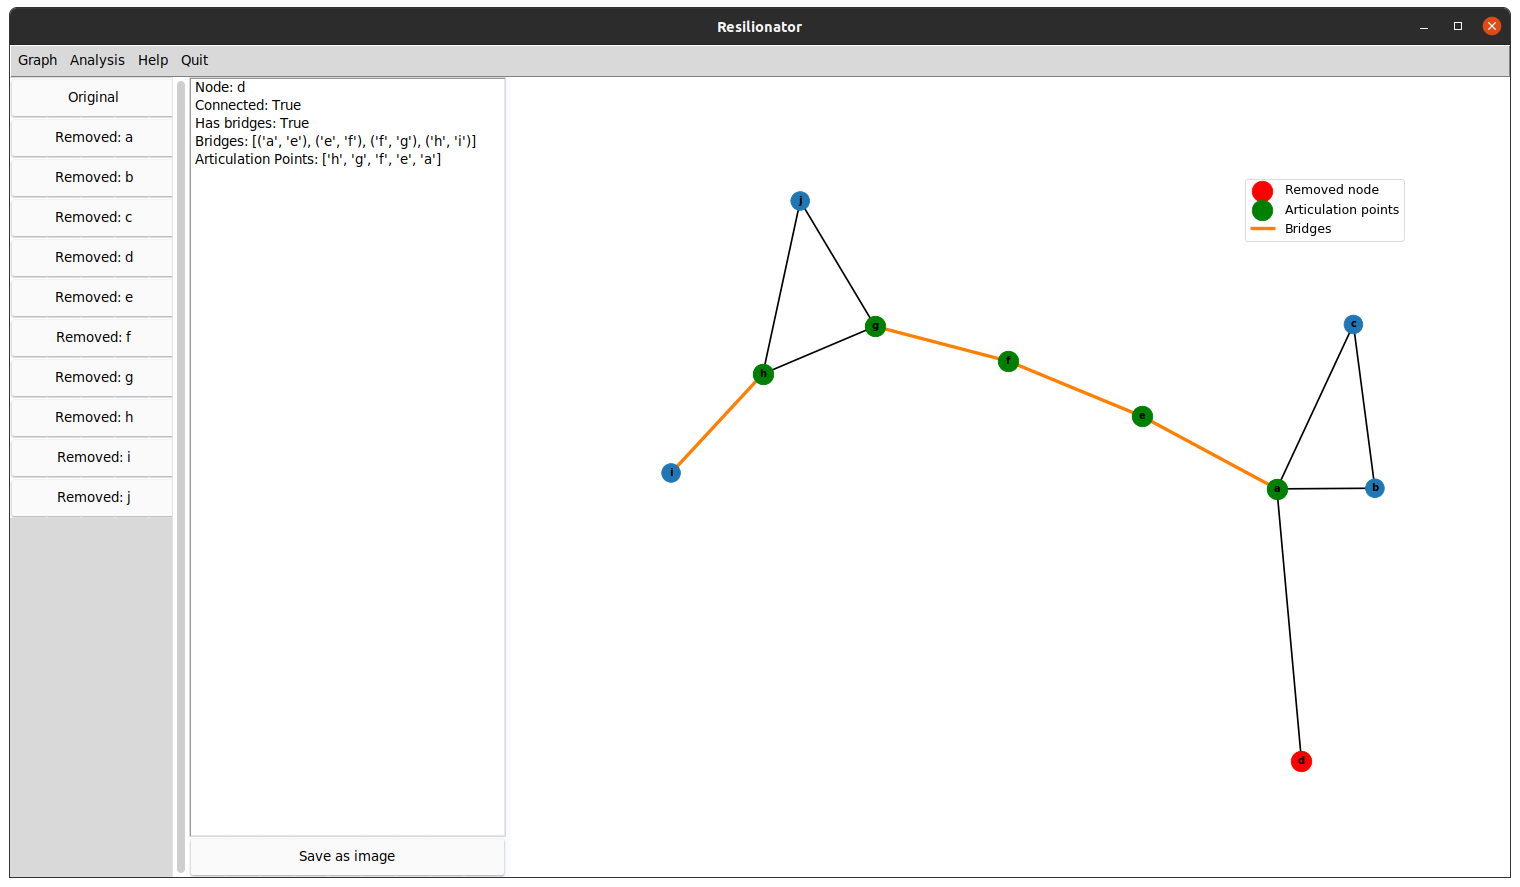 Resilionator
Graph Analysis Help Quit
Original
Removed: a
Removed: b
Removed: c
Removed: d
Removed: e
Removed: f
Removed: g
Removed: h
Removed: i
Removed: j
Node: d
Connected: True
Has bridges: True
Bridges: [('a', 'e'), ('e', 'f'), ('f', 'g'), ('h', 'i')]
Articulation Points: ['h', 'g', 'f', 'e', 'a']
Save as image
Removed node
Articulation points
Bridges
j
c
g
f
h
e
i
a
b
d